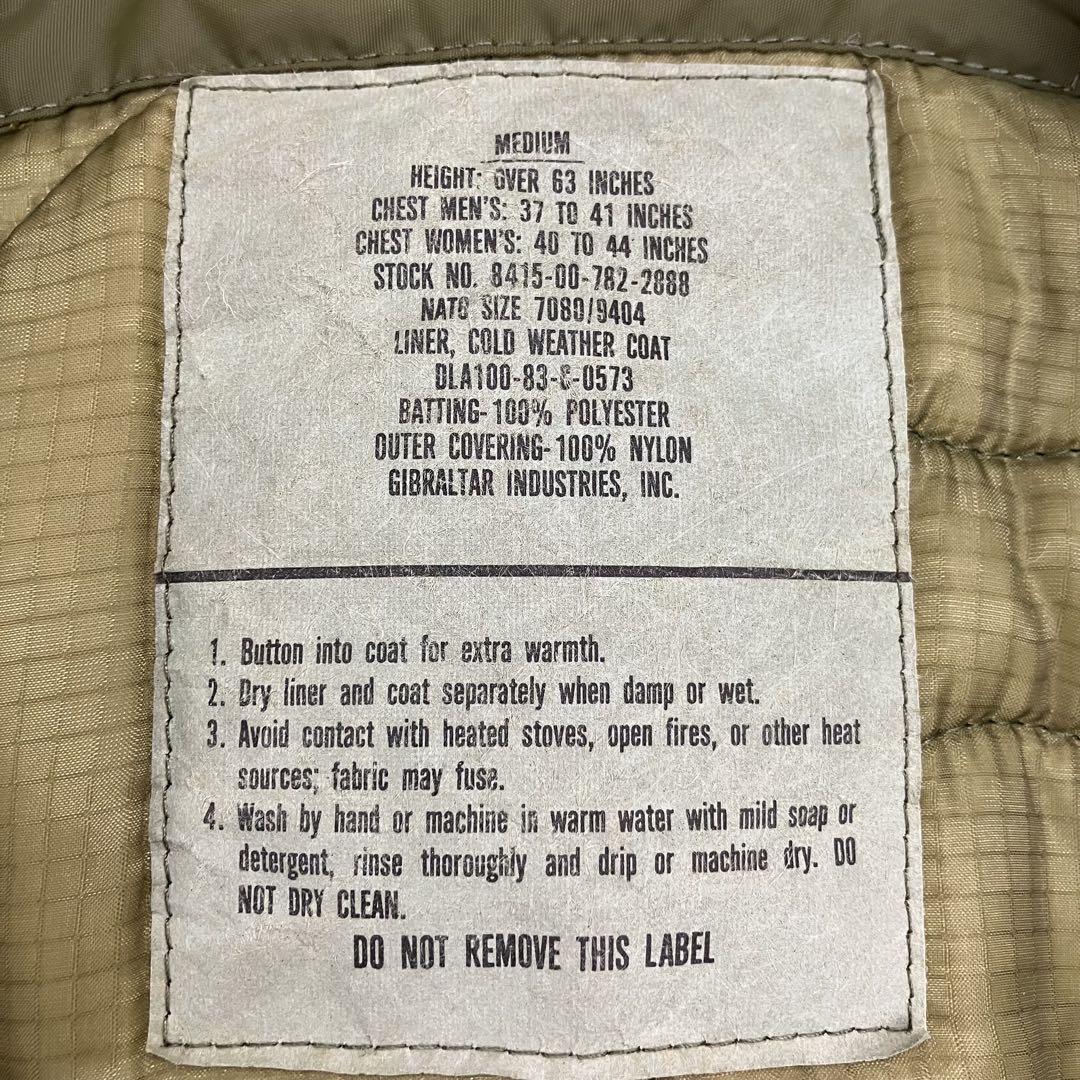 MEDIUM
HEIGHT: OVER 63 INCHES
CHEST MEN'S: 37 TO 41 INCHES
CHEST WOMEN'S: 40 TO 44 INCHES
STOCK NO. 8415-00-782-2888
NATO SIZE 7080/9404
LINER, COLD WEATHER COAT
DLA100-83-C-0573
BATTING-100% POLYESTER
OUTER COVERING-100% NYLON
GIBRALTAR INDUSTRIES, INC.
1. Button into coat for extra warmth.
2. Dry liner and coat separately when damp or wet.
3. Avoid contact with heated stoves, open fires, or other heat
sources; fabric may fuse.
4. Wash by hand or machine in warm water with mild soap or
detergent, rinse thoroughly and drip or machine dry. DO
NOT DRY CLEAN.
DO NOT REMOVE THIS LABEL